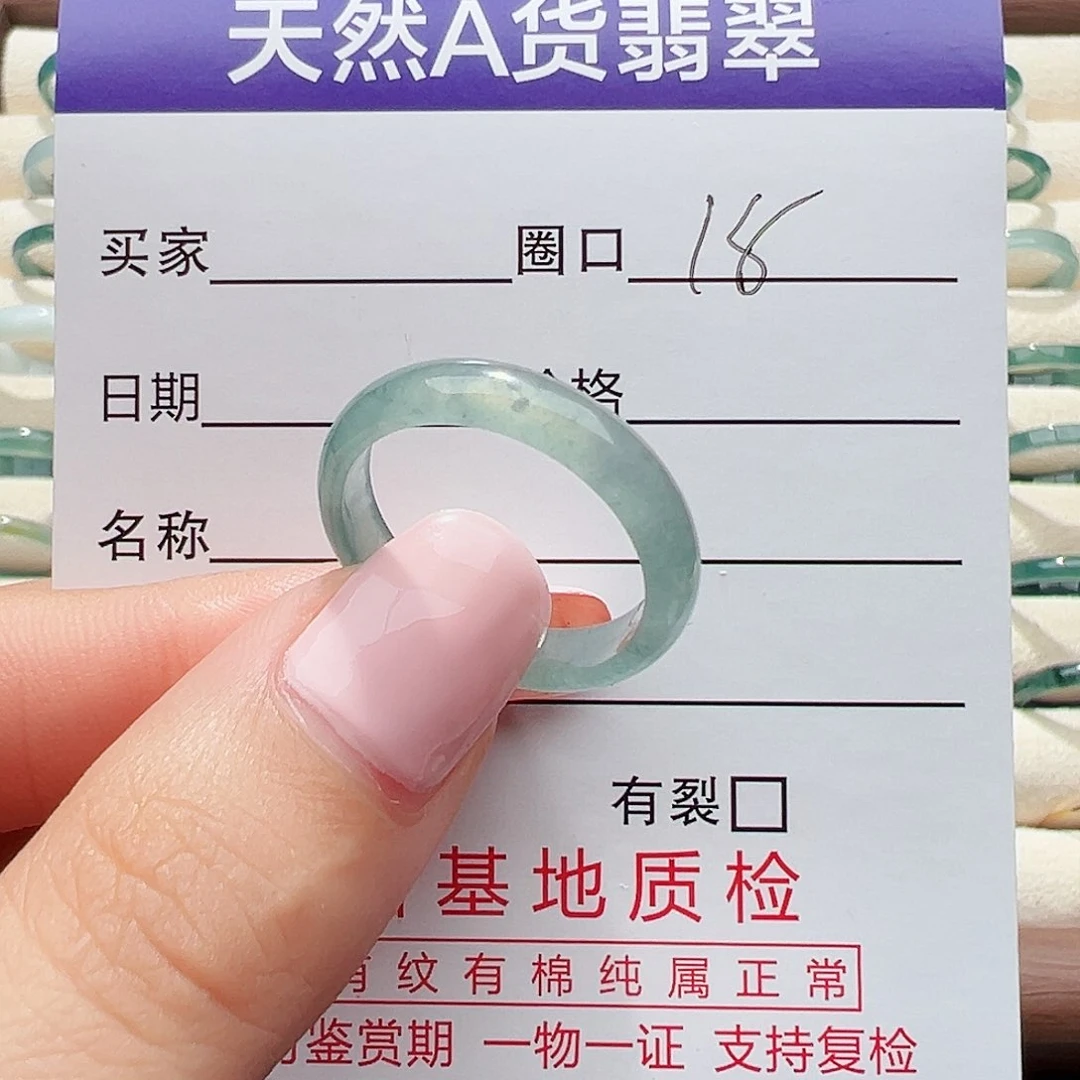 天然A货翡翠
买家 圈口 18
日期 格
名称
有裂
基地质检
纹有棉纯属正常
鉴赏期 一物一证 支持复检